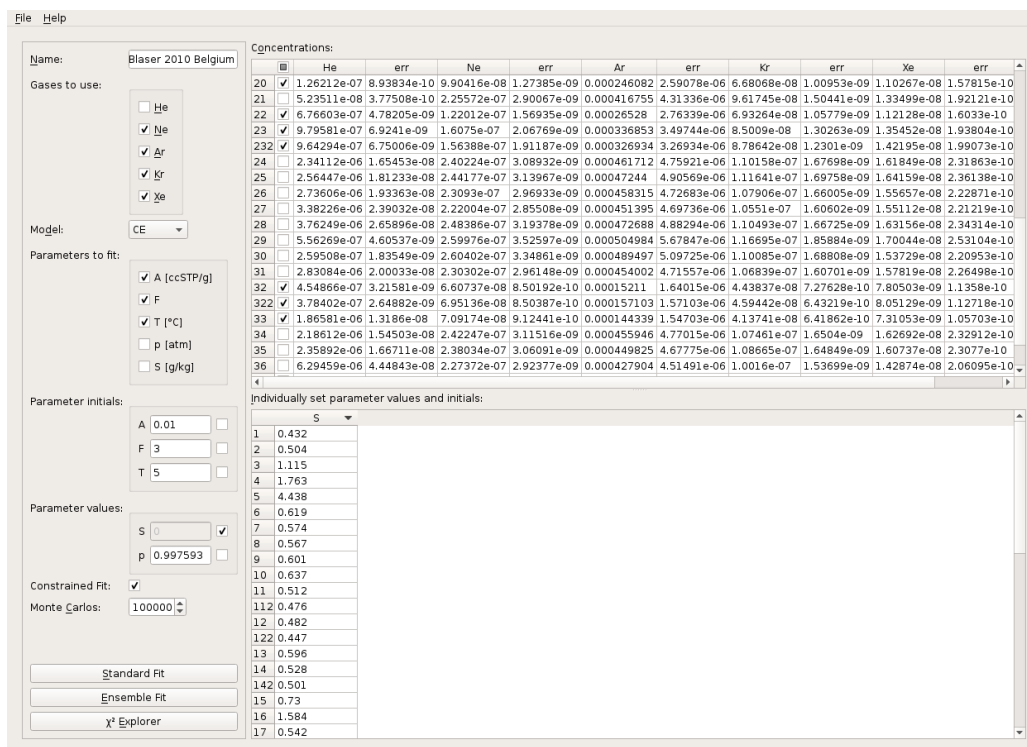 File Help
Name: Blaser 2010 Belgium
Gases to use:
He
Ne
Ar
Kr
Xe
Model: CE
Parameters to fit:
A [ccSTP/g]
F
T [°C]
p [atm]
S [g/kg]
Parameter initials:
A 0.01
F 3
T 5
Parameter values:
S 0
p 0.997593
Constrained Fit:
Monte Carlos: 100000
Standard Fit
Ensemble Fit
χ² Explorer
Concentrations:
He err Ne err Ar err Kr err Xe err
20 1.26212e-07 8.93834e-10 9.90416e-08 1.27385e-09 0.000246082 2.59078e-06 6.68068e-08 1.00953e-09 1.10267e-08 1.57815e-10
21 5.23511e-08 3.77508e-10 2.25572e-07 2.90067e-09 0.000416755 4.31336e-06 9.61745e-08 1.50441e-09 1.33499e-08 1.92121e-10
22 6.76603e-07 4.78205e-09 1.22012e-07 1.56935e-09 0.00026528 2.76339e-06 6.93264e-08 1.05779e-09 1.12128e-08 1.6033e-10
23 9.79581e-07 6.9241e-09 1.6075e-07 2.06769e-09 0.000336853 3.49744e-06 8.5009e-08 1.30263e-09 1.35452e-08 1.93804e-10
232 9.64294e-07 6.75006e-09 1.56388e-07 1.91187e-09 0.000326934 3.26934e-06 8.78642e-08 1.2301e-09 1.42195e-08 1.99073e-10
24 2.34112e-06 1.65453e-08 2.40224e-07 3.08932e-09 0.000461712 4.75921e-06 1.10158e-07 1.67698e-09 1.61849e-08 2.31863e-10
25 2.56447e-06 1.81233e-08 2.44177e-07 3.13967e-09 0.00047244 4.90569e-06 1.11641e-07 1.69758e-09 1.64159e-08 2.36138e-10
26 2.73606e-06 1.93363e-08 2.3093e-07 2.96933e-09 0.000458315 4.72683e-06 1.07906e-07 1.66005e-09 1.55657e-08 2.22871e-10
27 3.38226e-06 2.39032e-08 2.22004e-07 2.85508e-09 0.000451395 4.69736e-06 1.0551e-07 1.60602e-09 1.55112e-08 2.21219e-10
28 3.76249e-06 2.65896e-08 2.48386e-07 3.19378e-09 0.000472688 4.88294e-06 1.10493e-07 1.66725e-09 1.63156e-08 2.34314e-10
29 5.56269e-07 4.60537e-09 2.59976e-07 3.52597e-09 0.000504984 5.67847e-06 1.16695e-07 1.85884e-09 1.70044e-08 2.53104e-10
30 2.59508e-07 1.83549e-09 2.60402e-07 3.34861e-09 0.000489497 5.09725e-06 1.10085e-07 1.68808e-09 1.53729e-08 2.20953e-10
31 2.83084e-06 2.00033e-08 2.30302e-07 2.96148e-09 0.000454002 4.71557e-06 1.06839e-07 1.60701e-09 1.57819e-08 2.26498e-10
32 4.54866e-07 3.21581e-09 6.60737e-08 8.50192e-10 0.00015211 1.64015e-06 4.43837e-08 7.27628e-10 7.80503e-09 1.1358e-10
322 3.78402e-07 2.64882e-09 6.95136e-08 8.50387e-10 0.000157103 1.57103e-06 4.59442e-08 6.43219e-10 8.05129e-09 1.12718e-10
33 1.86581e-06 1.3186e-08 7.09174e-08 9.12441e-10 0.000144339 1.54703e-06 4.13741e-08 6.41862e-10 7.31053e-09 1.05703e-10
34 2.18612e-06 1.54503e-08 2.42247e-07 3.11516e-09 0.000455946 4.77015e-06 1.07461e-07 1.6504e-09 1.62692e-08 2.32912e-10
35 2.35892e-06 1.66711e-08 2.38034e-07 3.06091e-09 0.000449825 4.67775e-06 1.08665e-07 1.64849e-09 1.60737e-08 2.3077e-10
36 6.29459e-06 4.44843e-08 2.27372e-07 2.92377e-09 0.000427904 4.51491e-06 1.0016e-07 1.53699e-09 1.42874e-08 2.06095e-10
Individually set parameter values and initials:
S
1 0.432
2 0.504
3 1.115
4 1.763
5 4.438
6 0.619
7 0.574
8 0.567
9 0.601
10 0.637
11 0.512
112 0.476
12 0.482
122 0.447
13 0.596
14 0.528
142 0.501
15 0.73
16 1.584
17 0.542